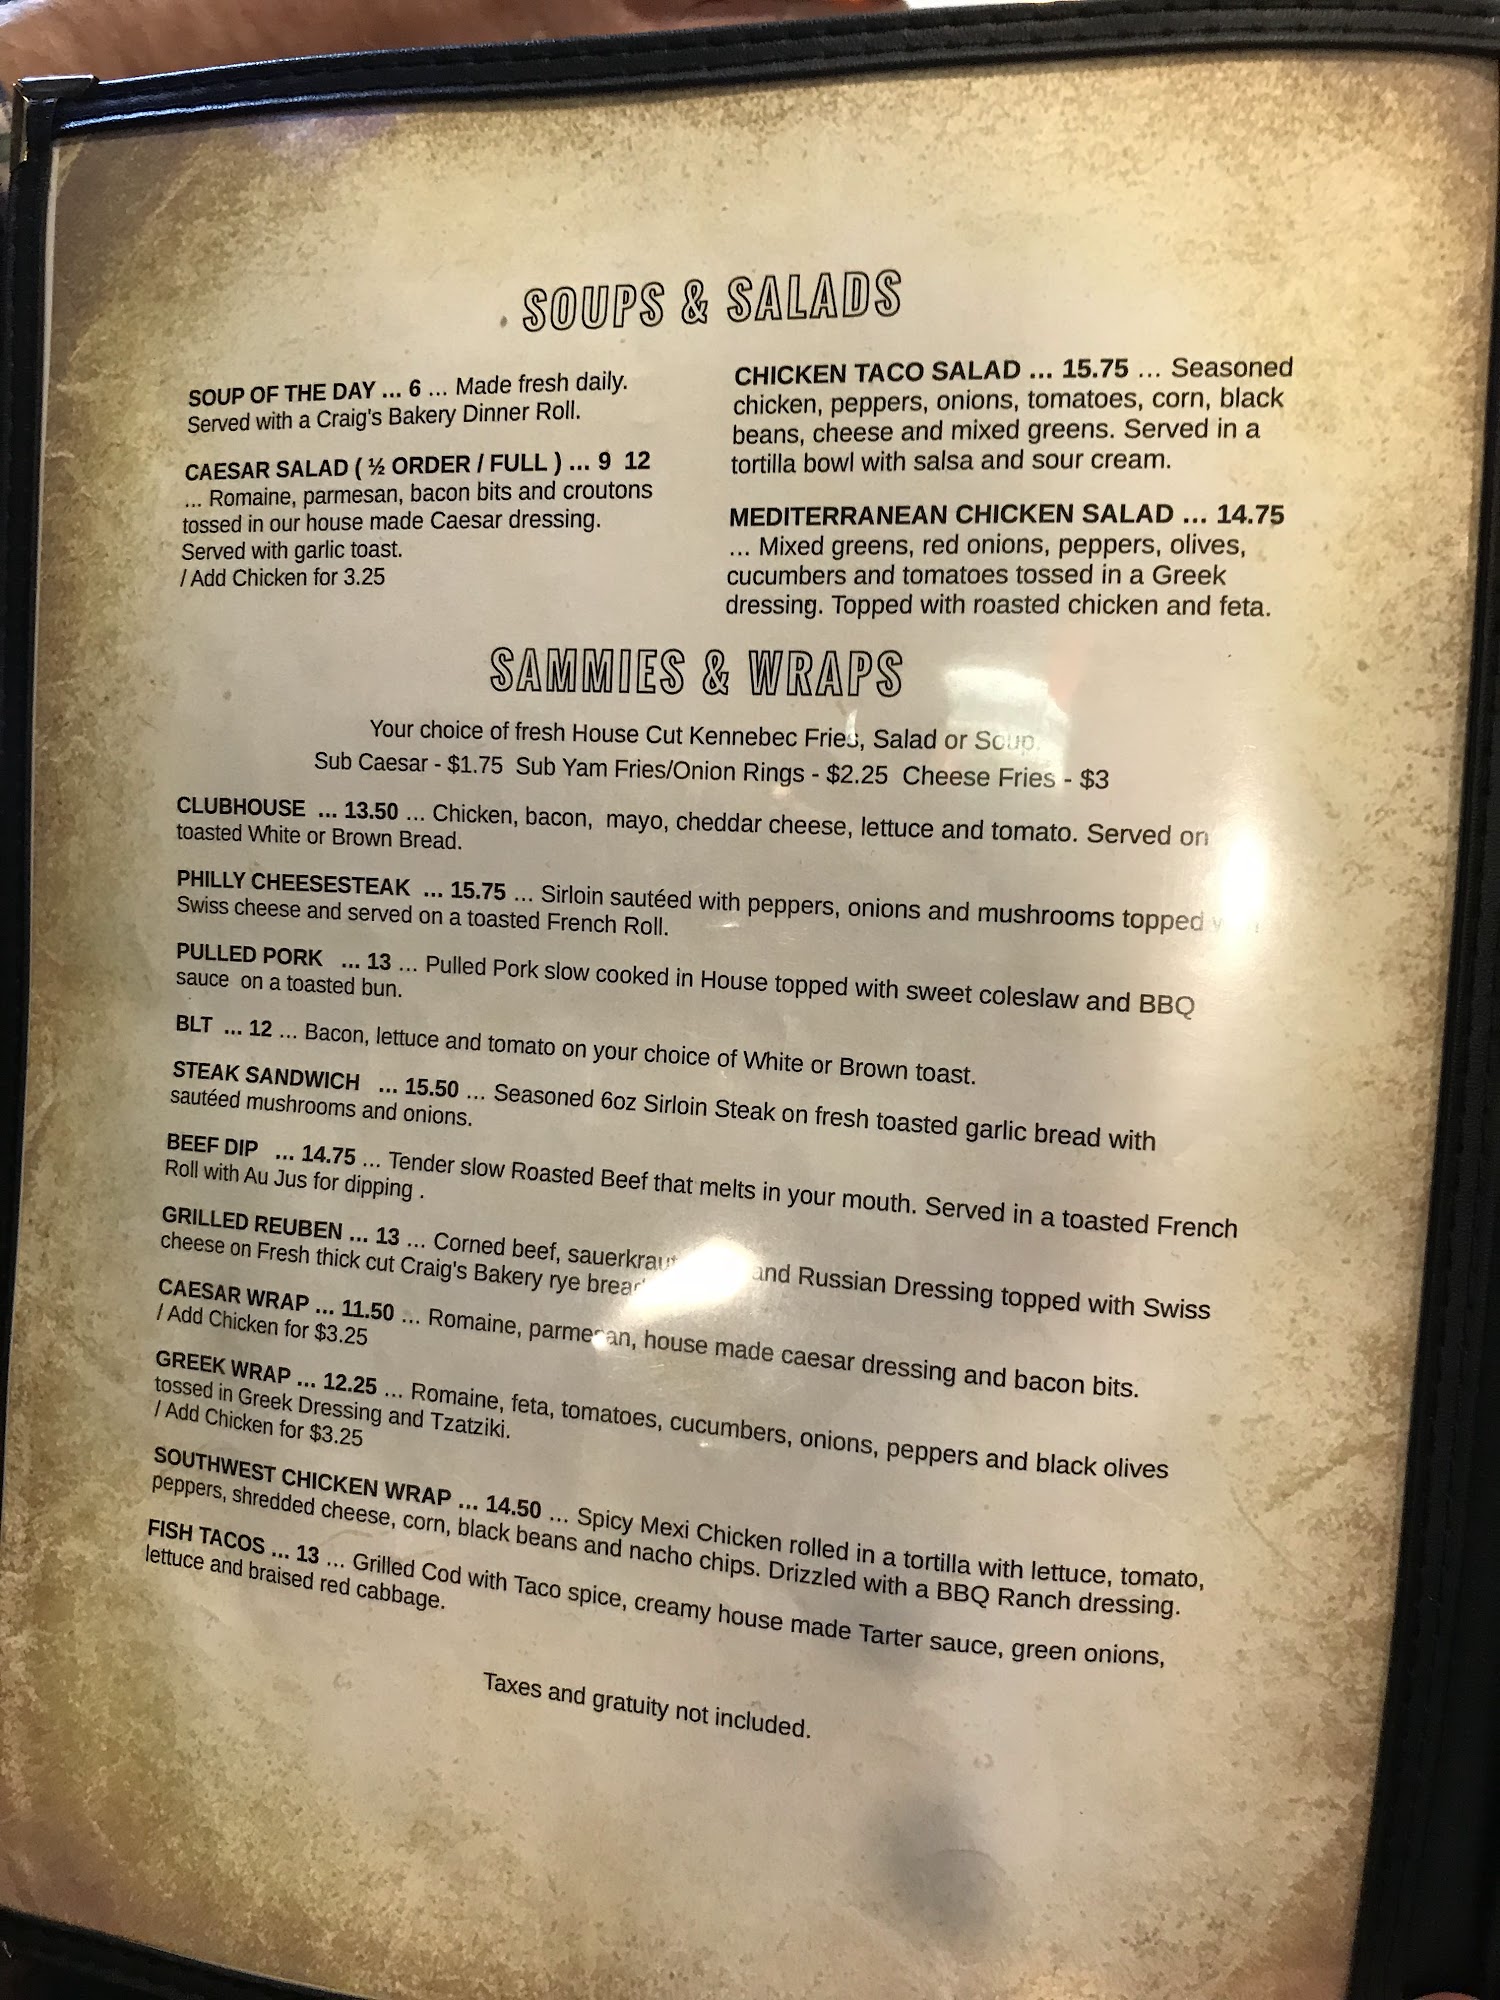 SOUPS & SALADS
SOUP OF THE DAY ... 6 ... Made fresh daily.
Served with a Craig's Bakery Dinner Roll.
CAESAR SALAD ( ½ ORDER / FULL ) ... 9 12
... Romaine, parmesan, bacon bits and croutons
tossed in our house made Caesar dressing.
Served with garlic toast.
/ Add Chicken for 3.25
CHICKEN TACO SALAD ... 15.75 ... Seasoned
chicken, peppers, onions, tomatoes, corn, black
beans, cheese and mixed greens. Served in a
tortilla bowl with salsa and sour cream.
MEDITERRANEAN CHICKEN SALAD ... 14.75
... Mixed greens, red onions, peppers, olives,
cucumbers and tomatoes tossed in a Greek
dressing. Topped with roasted chicken and feta.
SAMMIES & WRAPS
Your choice of fresh House Cut Kennebec Fries, Salad or Soup.
Sub Caesar - $1.75 Sub Yam Fries/Onion Rings - $2.25 Cheese Fries - $3
CLUBHOUSE ... 13.50 ... Chicken, bacon, mayo, cheddar cheese, lettuce and tomato. Served on
toasted White or Brown Bread.
PHILLY CHEESESTEAK ... 15.75 ... Sirloin sautéed with peppers, onions and mushrooms topped
Swiss cheese and served on a toasted French Roll.
PULLED PORK ... 13 ... Pulled Pork slow cooked in House topped with sweet coleslaw and BBQ
sauce on a toasted bun.
BLT ... 12 ... Bacon, lettuce and tomato on your choice of White or Brown toast.
STEAK SANDWICH ... 15.50 ... Seasoned 6oz Sirloin Steak on fresh toasted garlic bread with
sautéed mushrooms and onions.
BEEF DIP ... 14.75 ... Tender slow Roasted Beef that melts in your mouth. Served in a toasted French
Roll with Au Jus for dipping .
GRILLED REUBEN ... 13 ... Corned beef, sauerkraut and Russian Dressing topped with Swiss
cheese on Fresh thick cut Craig's Bakery rye bread
CAESAR WRAP ... 11.50 ... Romaine, parmesan, house made caesar dressing and bacon bits.
/ Add Chicken for $3.25
GREEK WRAP ... 12.25 ... Romaine, feta, tomatoes, cucumbers, onions, peppers and black olives
tossed in Greek Dressing and Tzatziki.
/ Add Chicken for $3.25
SOUTHWEST CHICKEN WRAP ... 14.50 ... Spicy Mexi Chicken rolled in a tortilla with lettuce, tomato,
peppers, shredded cheese, corn, black beans and nacho chips. Drizzled with a BBQ Ranch dressing.
FISH TACOS ... 13 ... Grilled Cod with Taco spice, creamy house made Tarter sauce, green onions,
lettuce and braised red cabbage.
Taxes and gratuity not included.